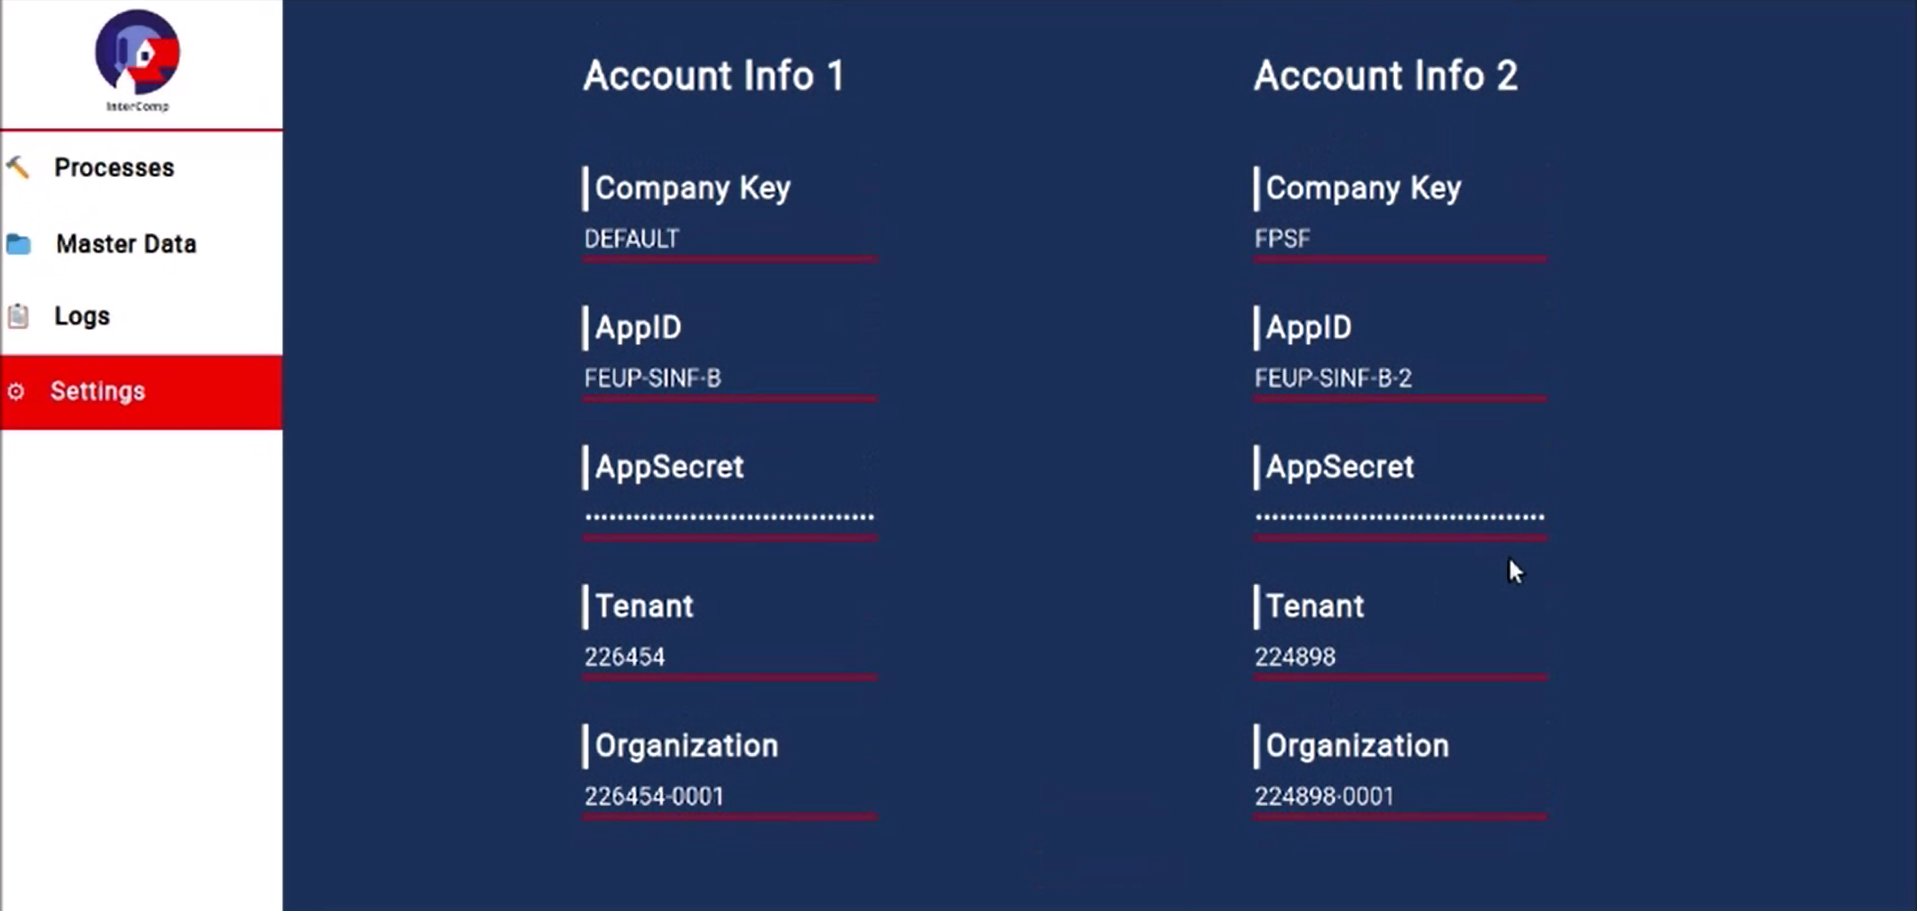 InterComp
Processes
Master Data
Logs
Settings
Account Info 1
Company Key
DEFAULT
AppID
FEUP-SINF-B
AppSecret
Tenant
226454
Organization
226454-0001
Account Info 2
Company Key
FPSF
AppID
FEUP-SINF-B-2
AppSecret
Tenant
224898
Organization
224898-0001